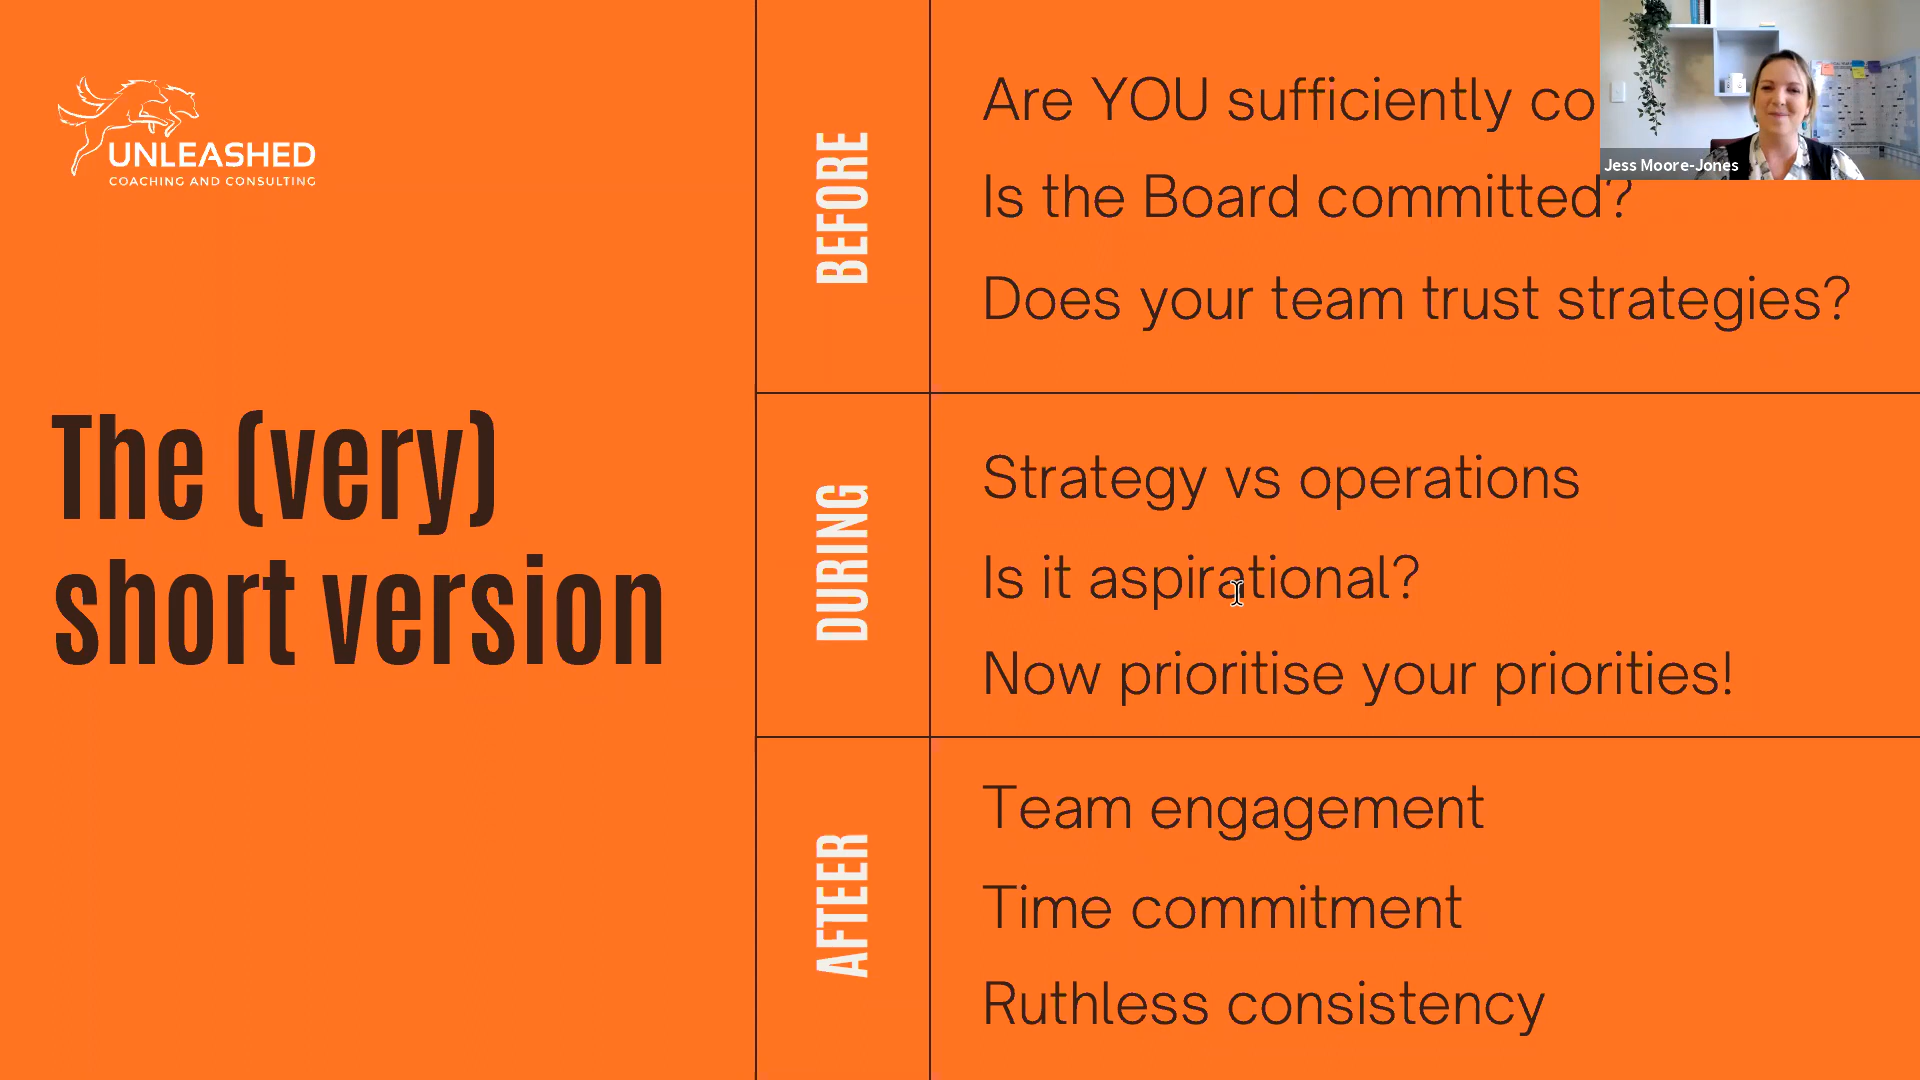 UNLEASHED
COACHING AND CONSULTING
The (very)
short version
BEFORE
Are YOU sufficiently co
Is the Board committed?
Does your team trust strategies?
DURING
Strategy vs operations
Is it aspirational?
Now prioritise your priorities!
AFTEER
Team engagement
Time commitment
Ruthless consistency
Jess Moore-Jones